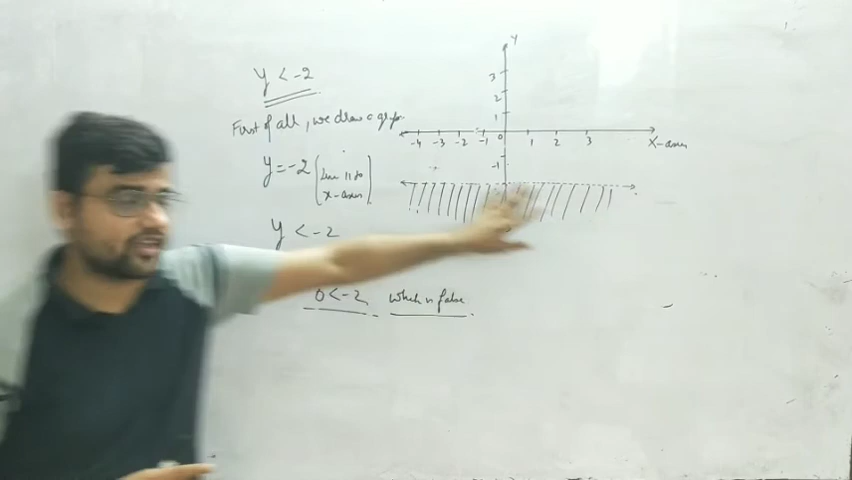 y < -2
First of all, we draw a graph
y = -2 (Line || to
x-axis)
y < -2
0 < -2, which is false
Y
3
2
1
-4 -3 -2 -1 0 1 2 3
X-axis
-1